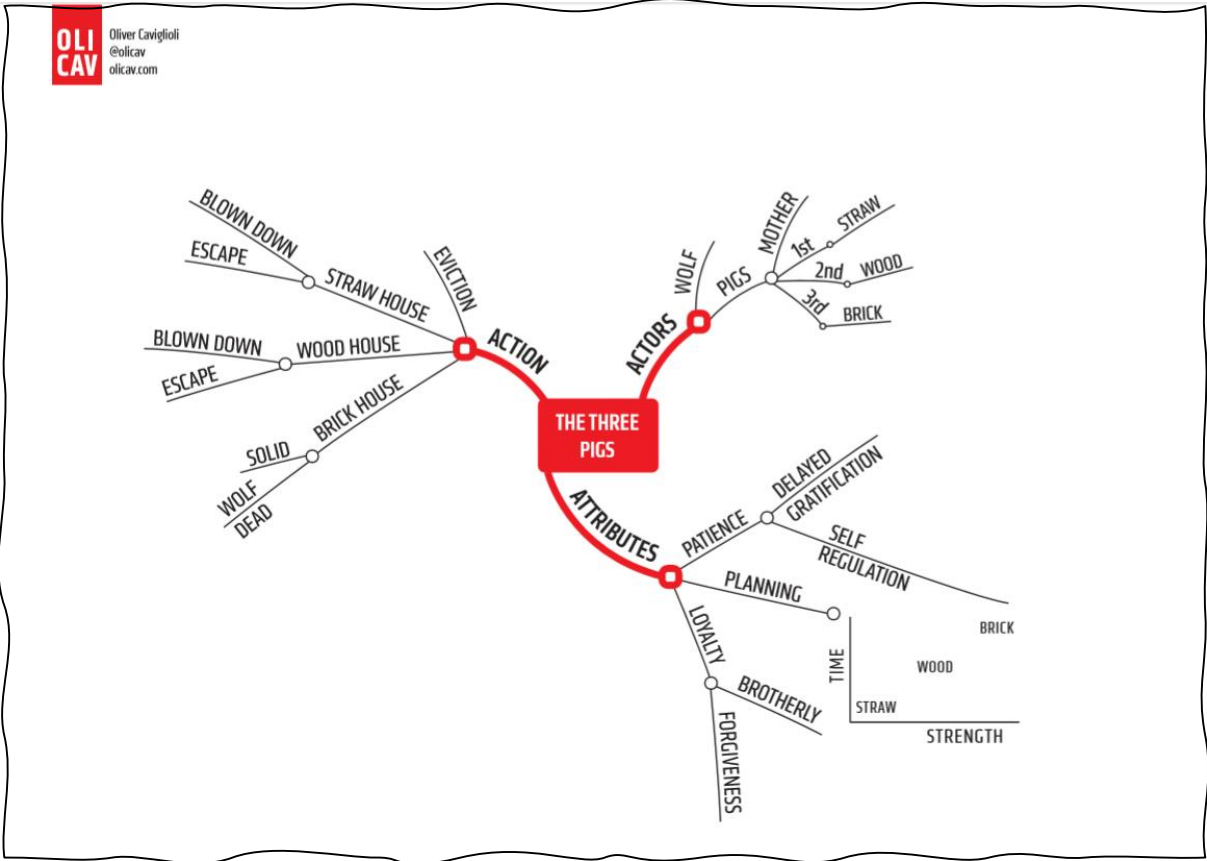 OLI
CAV
Oliver Caviglioli
@olicav
olicav.com
THE THREE
PIGS
ACTION
EVICTION
STRAW HOUSE
BLOWN DOWN
ESCAPE
WOOD HOUSE
BLOWN DOWN
ESCAPE
BRICK HOUSE
SOLID
WOLF
DEAD
ACTORS
WOLF
PIGS
MOTHER
1st
STRAW
2nd
WOOD
3rd
BRICK
ATTRIBUTES
PATIENCE
DELAYED
GRATIFICATION
SELF
REGULATION
PLANNING
TIME
BRICK
WOOD
STRAW
STRENGTH
LOYALTY
BROTHERLY
FORGIVENESS